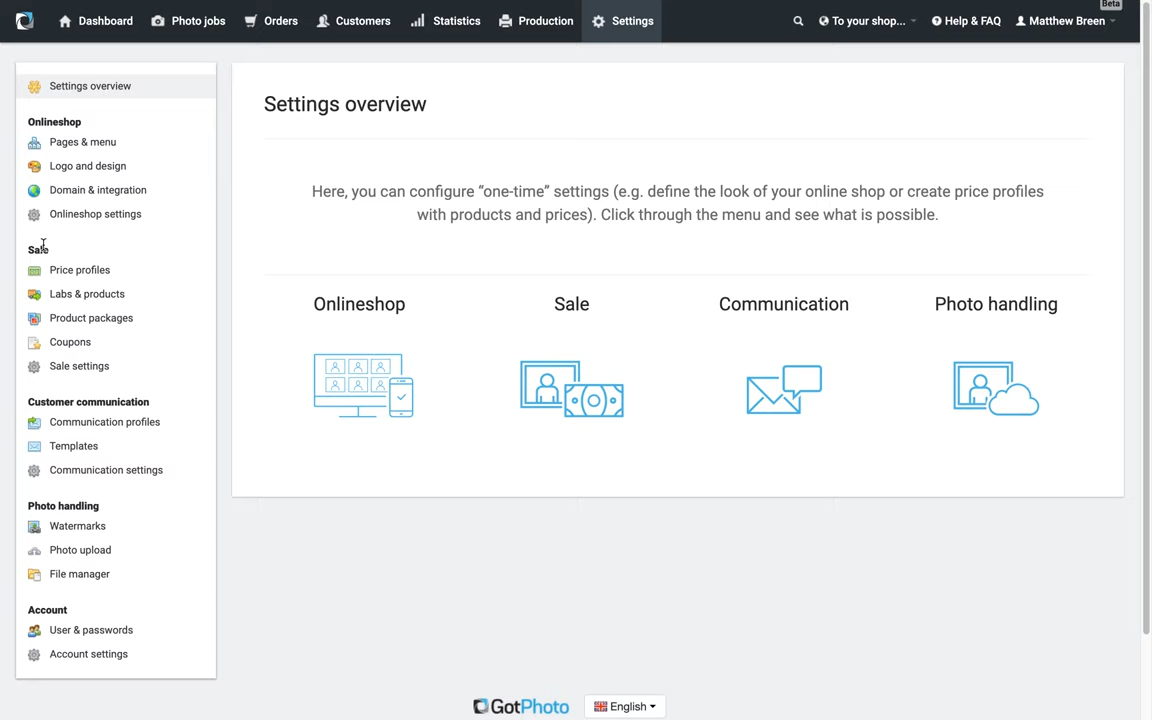 Beta
Dashboard Photo jobs Orders Customers Statistics Production Settings To your shop... Help & FAQ Matthew Breen
Settings overview
Onlineshop
Pages & menu
Logo and design
Domain & integration
Onlineshop settings
Sale
Price profiles
Labs & products
Product packages
Coupons
Sale settings
Customer communication
Communication profiles
Templates
Communication settings
Photo handling
Watermarks
Photo upload
File manager
Account
User & passwords
Account settings
Settings overview
Here, you can configure “one-time” settings (e.g. define the look of your online shop or create price profiles
with products and prices). Click through the menu and see what is possible.
Onlineshop Sale Communication Photo handling
GotPhoto English